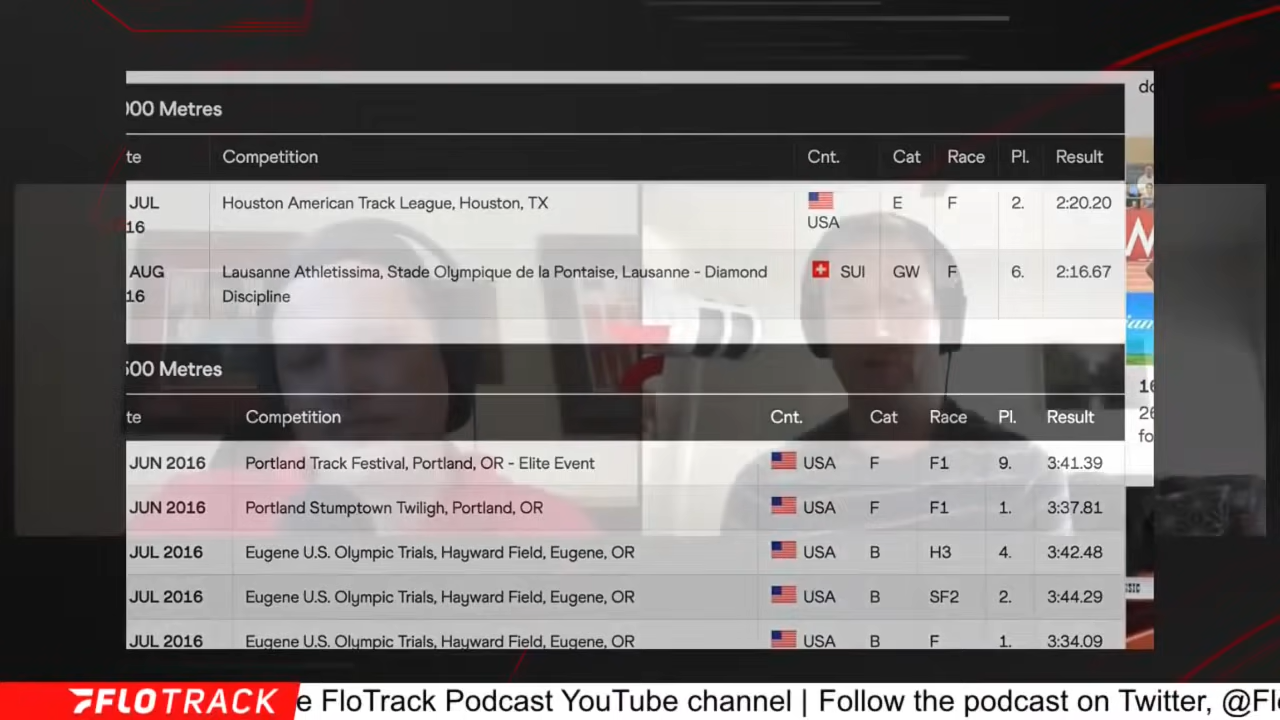 000 Metres
te Competition Cnt. Cat Race Pl. Result
JUL Houston American Track League, Houston, TX E F 2. 2:20.20
16 USA
AUG Lausanne Athletissima, Stade Olympique de la Pontaise, Lausanne - Diamond SUI GW F 6. 2:16.67
16 Discipline
500 Metres
te Competition Cnt. Cat Race Pl. Result
JUN 2016 Portland Track Festival, Portland, OR - Elite Event USA F F1 9. 3:41.39
JUN 2016 Portland Stumptown Twiligh, Portland, OR USA F F1 1. 3:37.81
JUL 2016 Eugene U.S. Olympic Trials, Hayward Field, Eugene, OR USA B H3 4. 3:42.48
JUL 2016 Eugene U.S. Olympic Trials, Hayward Field, Eugene, OR USA B SF2 2. 3:44.29
JUL 2016 Eugene U.S. Olympic Trials, Hayward Field, Eugene, OR USA B F 1. 3:34.09
do
16
26
fo
FLOTRACK
e FloTrack Podcast YouTube channel | Follow the podcast on Twitter, @Fl